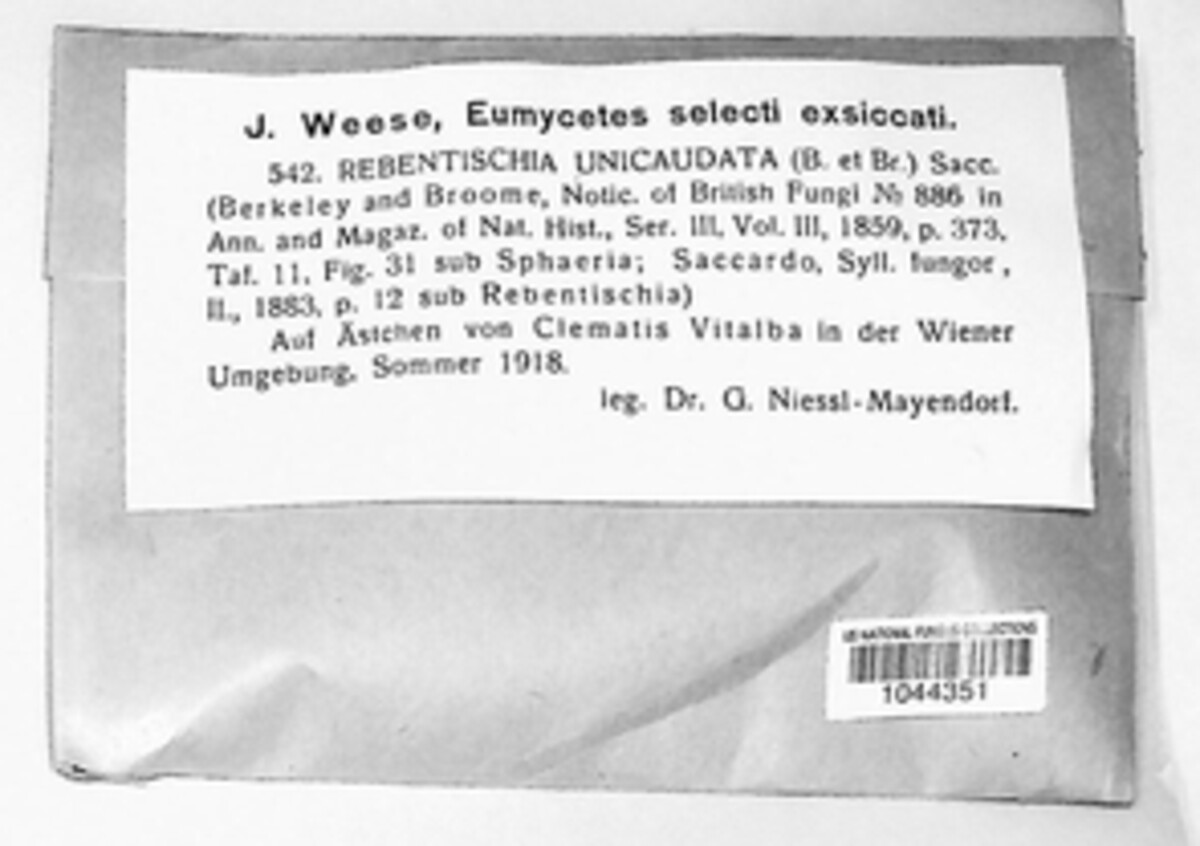 J. Weese, Eumycetes selecti exsiccati.
542. REBENTISCHIA UNICAUDATA (B. et Br.) Sacc.
(Berkeley and Broome, Notic. of British Fungi № 886 in
Ann. and Magaz. of Nat. Hist., Ser. III, Vol. III, 1859, p. 373,
Taf. 11, Fig. 31 sub Sphaeria; Saccardo, Syll. fungor.,
II., 1883, p. 12 sub Rebentischia)
Auf Ästchen von Clematis Vitalba in der Wiener
Umgebung, Sommer 1918.
leg. Dr. G. Niessl-Mayendorf.
US NATIONAL FUNGUS COLLECTIONS
1044351